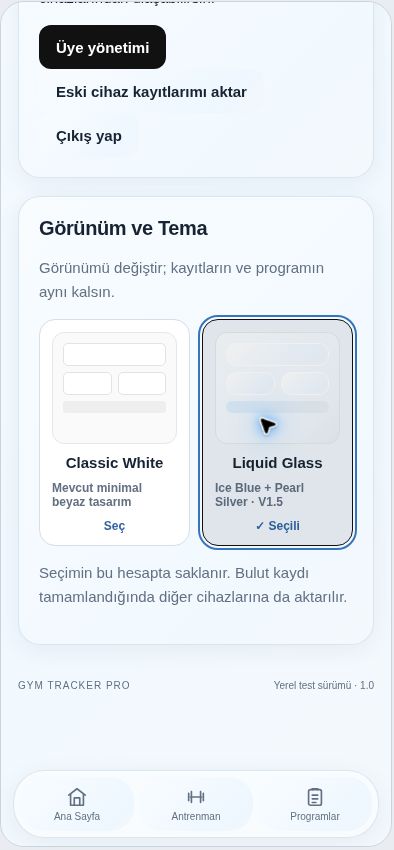 Üye yönetimi
Eski cihaz kayıtlarımı aktar
Çıkış yap
Görünüm ve Tema
Görünümü değiştir; kayıtların ve programın
aynı kalsın.
Classic White
Mevcut minimal
beyaz tasarım
Seç
Liquid Glass
Ice Blue + Pearl
Silver · V1.5
✓ Seçili
Seçimin bu hesapta saklanır. Bulut kaydı
tamamlandığında diğer cihazlarına da aktarılır.
GYM TRACKER PRO
Yerel test sürümü · 1.0
Ana Sayfa
Antrenman
Programlar